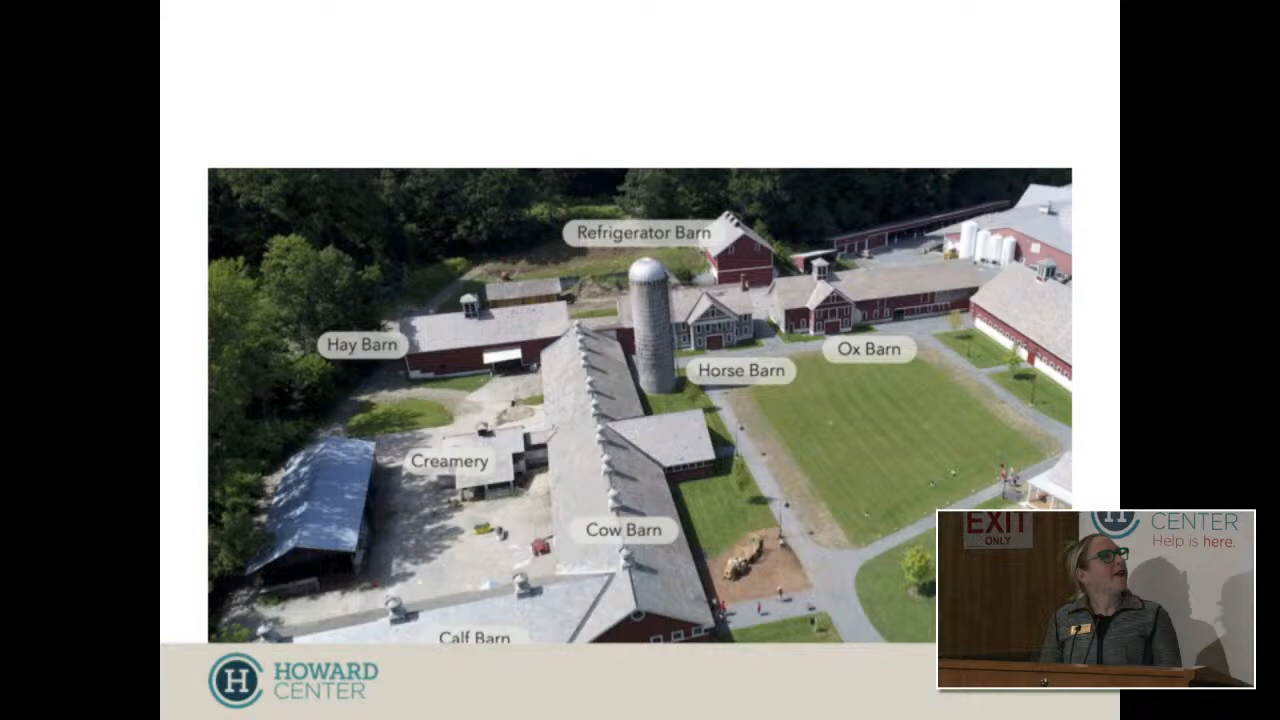 Refrigerator Barn
Hay Barn
Ox Barn
Horse Barn
Creamery
Cow Barn
Calf Barn
HOWARD
CENTER
EXIT
ONLY
CENTER
Help is here.